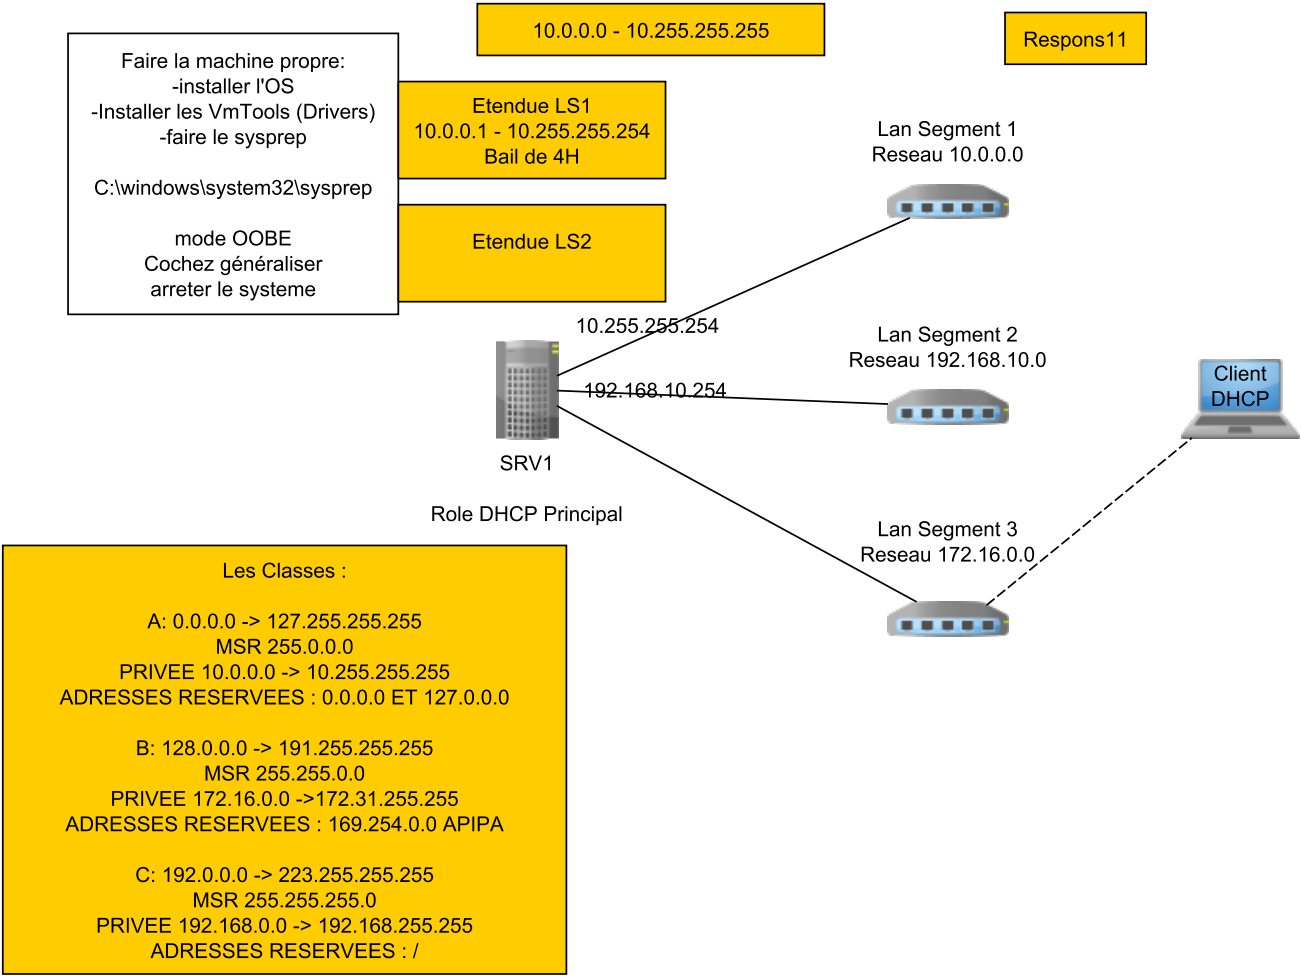 10.0.0.0 - 10.255.255.255
Respons11
Faire la machine propre:
-installer l'OS
-Installer les VmTools (Drivers)
-faire le sysprep
C:\windows\system32\sysprep
mode OOBE
Cochez généraliser
arreter le systeme
Etendue LS1
10.0.0.1 - 10.255.255.254
Bail de 4H
Etendue LS2
Lan Segment 1
Reseau 10.0.0.0
10.255.255.254
192.168.10.254
Lan Segment 2
Reseau 192.168.10.0
Client
DHCP
SRV1
Role DHCP Principal
Lan Segment 3
Reseau 172.16.0.0
Les Classes :
A: 0.0.0.0 -> 127.255.255.255
MSR 255.0.0.0
PRIVEE 10.0.0.0 -> 10.255.255.255
ADRESSES RESERVEES : 0.0.0.0 ET 127.0.0.0
B: 128.0.0.0 -> 191.255.255.255
MSR 255.255.0.0
PRIVEE 172.16.0.0 ->172.31.255.255
ADRESSES RESERVEES : 169.254.0.0 APIPA
C: 192.0.0.0 -> 223.255.255.255
MSR 255.255.255.0
PRIVEE 192.168.0.0 -> 192.168.255.255
ADRESSES RESERVEES : /